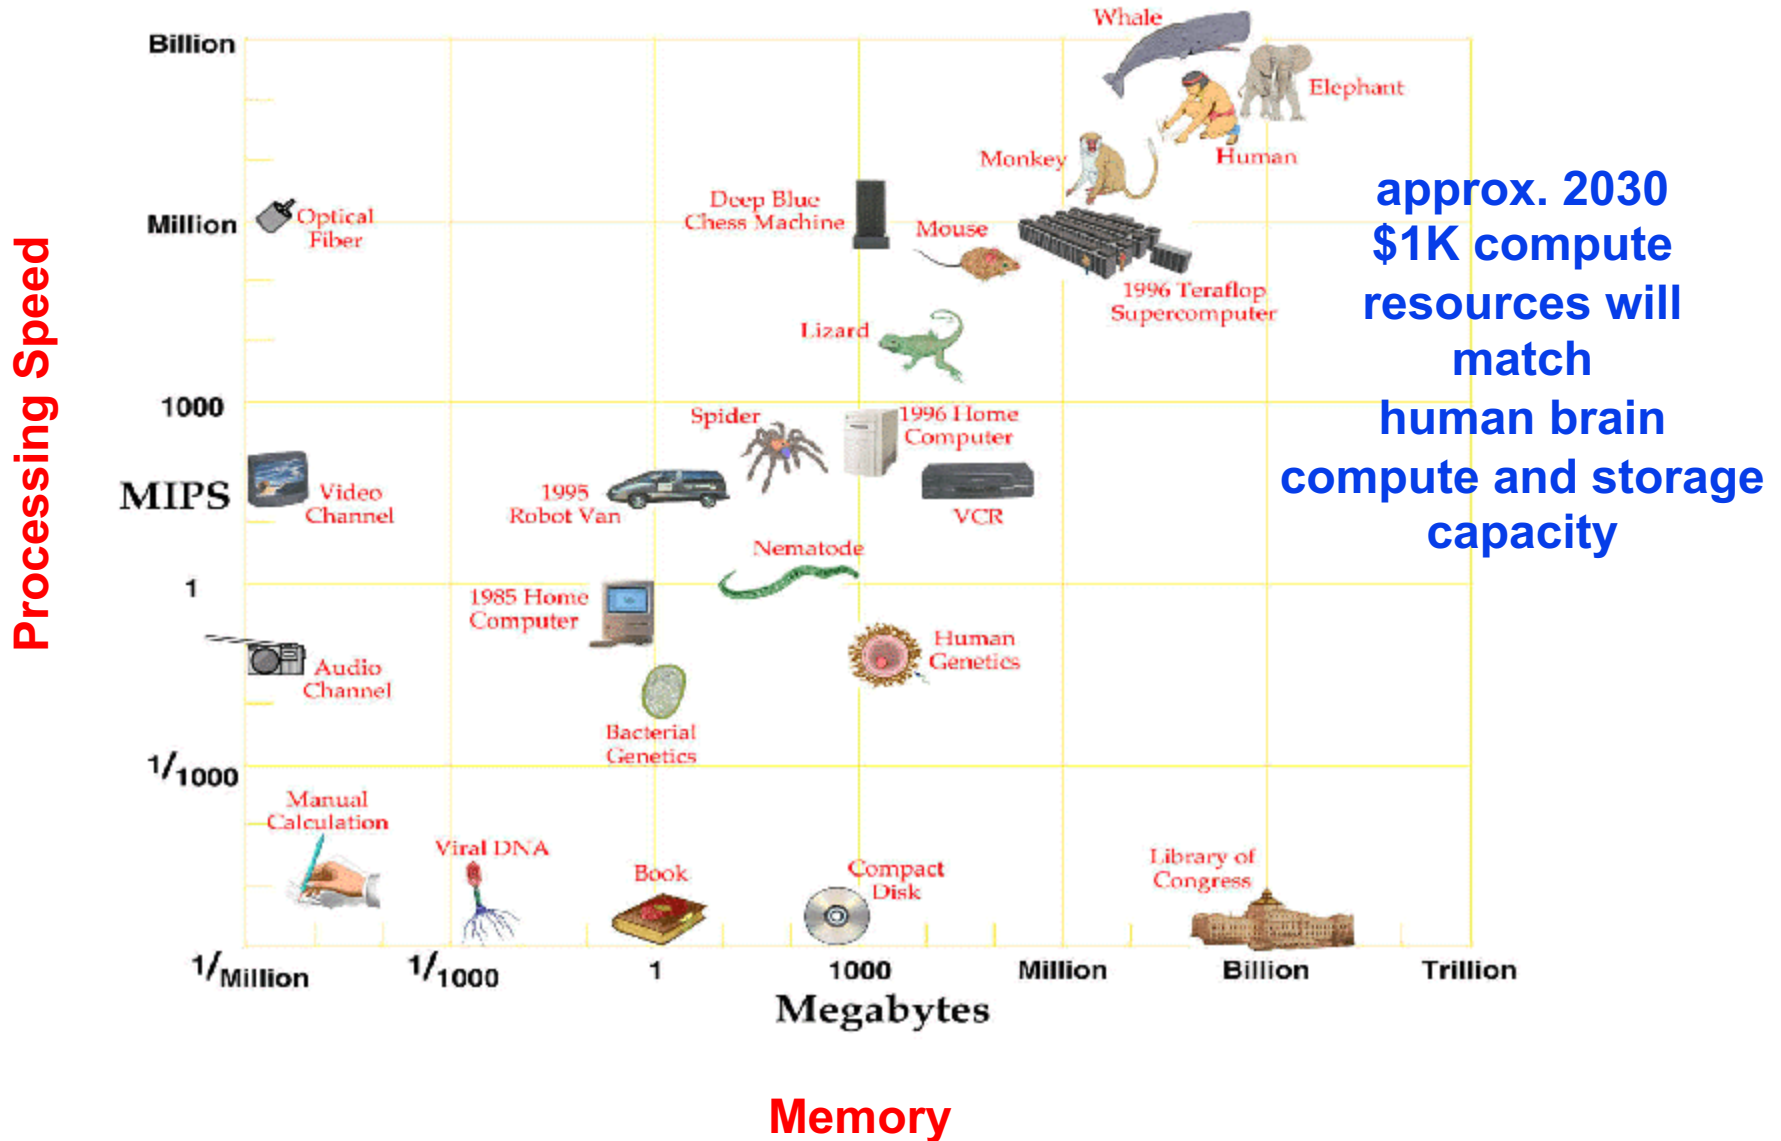 Whale
Billion
Elephant
Monkey
Human
approx. 2030
$1K compute
resources will
match
human brain
compute and storage
capacity
Deep Blue
Chess Machine
Million
Optical
Fiber
Mouse
1996 Teraflop
Supercomputer
Lizard
Processing Speed
1000
Spider
1996 Home
Computer
MIPS
Video
Channel
1995
Robot Van
VCR
Nematode
1
1985 Home
Computer
Human
Genetics
Audio
Channel
Bacterial
Genetics
1/1000
Manual
Calculation
Viral DNA
Book
Compact
Disk
Library of
Congress
1/Million
1/1000
1
1000
Million
Billion
Trillion
Megabytes
Memory